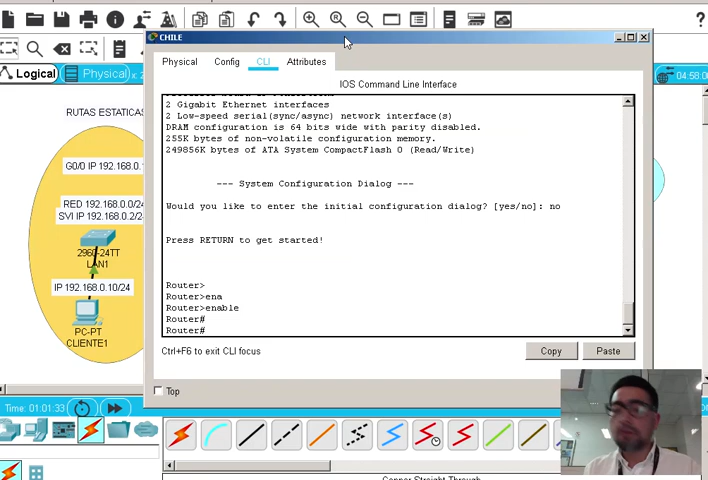 CHILE
Physical Config CLI Attributes
Logical
Physical
04:58:0
IOS Command Line Interface
RUTAS ESTATICAS
2 Gigabit Ethernet interfaces
2 Low-speed serial(sync/async) network interface(s)
DRAM configuration is 64 bits wide with parity disabled.
255K bytes of non-volatile configuration memory.
249856K bytes of ATA System CompactFlash 0 (Read/Write)
--- System Configuration Dialog ---
Would you like to enter the initial configuration dialog? [yes/no]: no
Press RETURN to get started!
Router>
Router>ena
Router>enable
Router#
Router#
G0/0 IP 192.168.0.
RED 192.168.0.0/24
SVI IP 192.168.0.2/2
2960-24TT
LAN1
IP 192.168.0.10/24
PC-PT
CLIENTE1
Ctrl+F6 to exit CLI focus
Copy Paste
Top
Time: 01:01:33
Copper Straight-Through